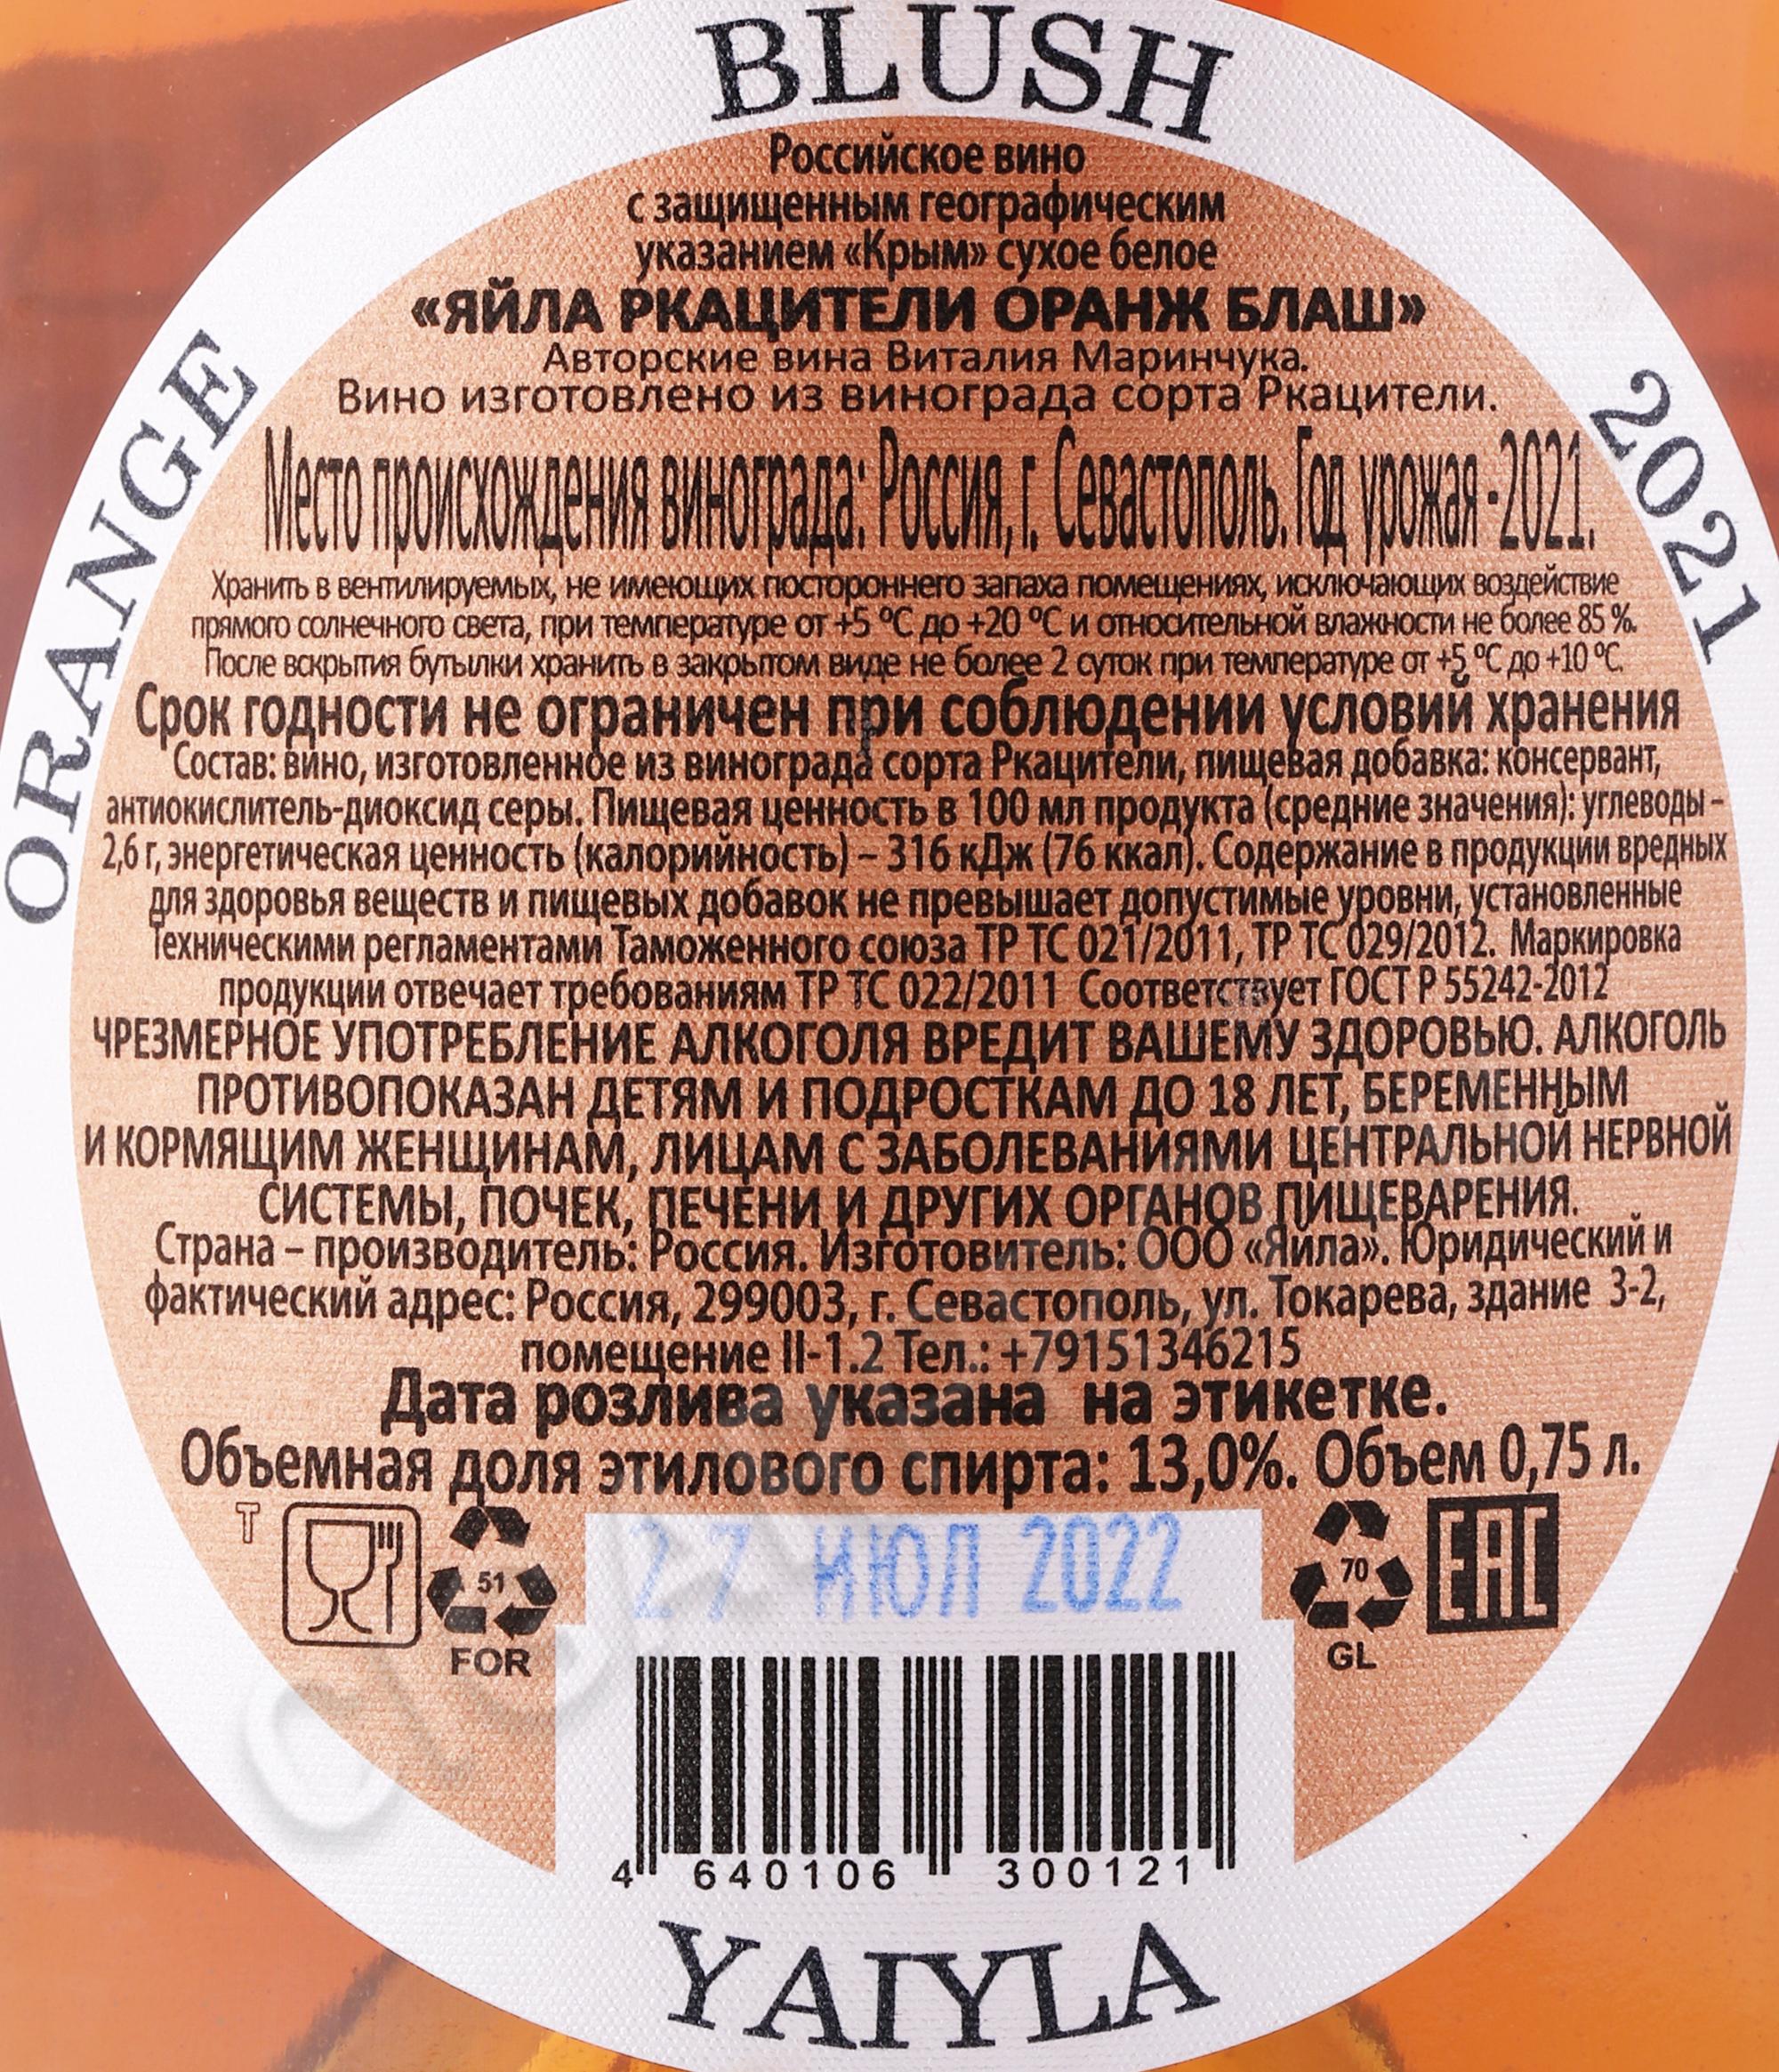 BLUSH
ORANGE
2021
Российское вино
с защищенным географическим
указанием «Крым» сухое белое
«ЯЙЛА РКАЦИТЕЛИ ОРАНЖ БЛАШ»
Авторские вина Виталия Маринчука.
Вино изготовлено из винограда сорта Ркацители.
Место происхождения винограда: Россия, г. Севастополь. Год урожая -2021.
Хранить в вентилируемых, не имеющих постороннего запаха помещениях, исключающих воздействие
прямого солнечного света, при температуре от +5 °C до +20 °C и относительной влажности не более 85 %.
После вскрытия бутылки хранить в закрытом виде не более 2 суток при температуре от +5 °C до +10 °C.
Срок годности не ограничен при соблюдении условий хранения
Состав: вино, изготовленное из винограда сорта Ркацители, пищевая добавка: консервант,
антиокислитель-диоксид серы. Пищевая ценность в 100 мл продукта (средние значения): углеводы –
2,6 г, энергетическая ценность (калорийность) – 316 кДж (76 ккал). Содержание в продукции вредных
для здоровья веществ и пищевых добавок не превышает допустимые уровни, установленные
Техническими регламентами Таможенного союза ТР ТС 021/2011, ТР ТС 029/2012. Маркировка
продукции отвечает требованиям ТР ТС 022/2011 Соответствует ГОСТ Р 55242-2012
ЧРЕЗМЕРНОЕ УПОТРЕБЛЕНИЕ АЛКОГОЛЯ ВРЕДИТ ВАШЕМУ ЗДОРОВЬЮ. АЛКОГОЛЬ
ПРОТИВОПОКАЗАН ДЕТЯМ И ПОДРОСТКАМ ДО 18 ЛЕТ, БЕРЕМЕННЫМ
И КОРМЯЩИМ ЖЕНЩИНАМ, ЛИЦАМ С ЗАБОЛЕВАНИЯМИ ЦЕНТРАЛЬНОЙ НЕРВНОЙ
СИСТЕМЫ, ПОЧЕК, ПЕЧЕНИ И ДРУГИХ ОРГАНОВ ПИЩЕВАРЕНИЯ.
Страна – производитель: Россия. Изготовитель: ООО «Яйла». Юридический и
фактический адрес: Россия, 299003, г. Севастополь, ул. Токарева, здание 3-2,
помещение II-1.2 Тел.: +79151346215
Дата розлива указана на этикетке.
Объемная доля этилового спирта: 13,0%. Объем 0,75 л.
Т
51
FOR
27 ИЮЛ 2022
70
GL
EAC
4 640106 300121
YAIYLA